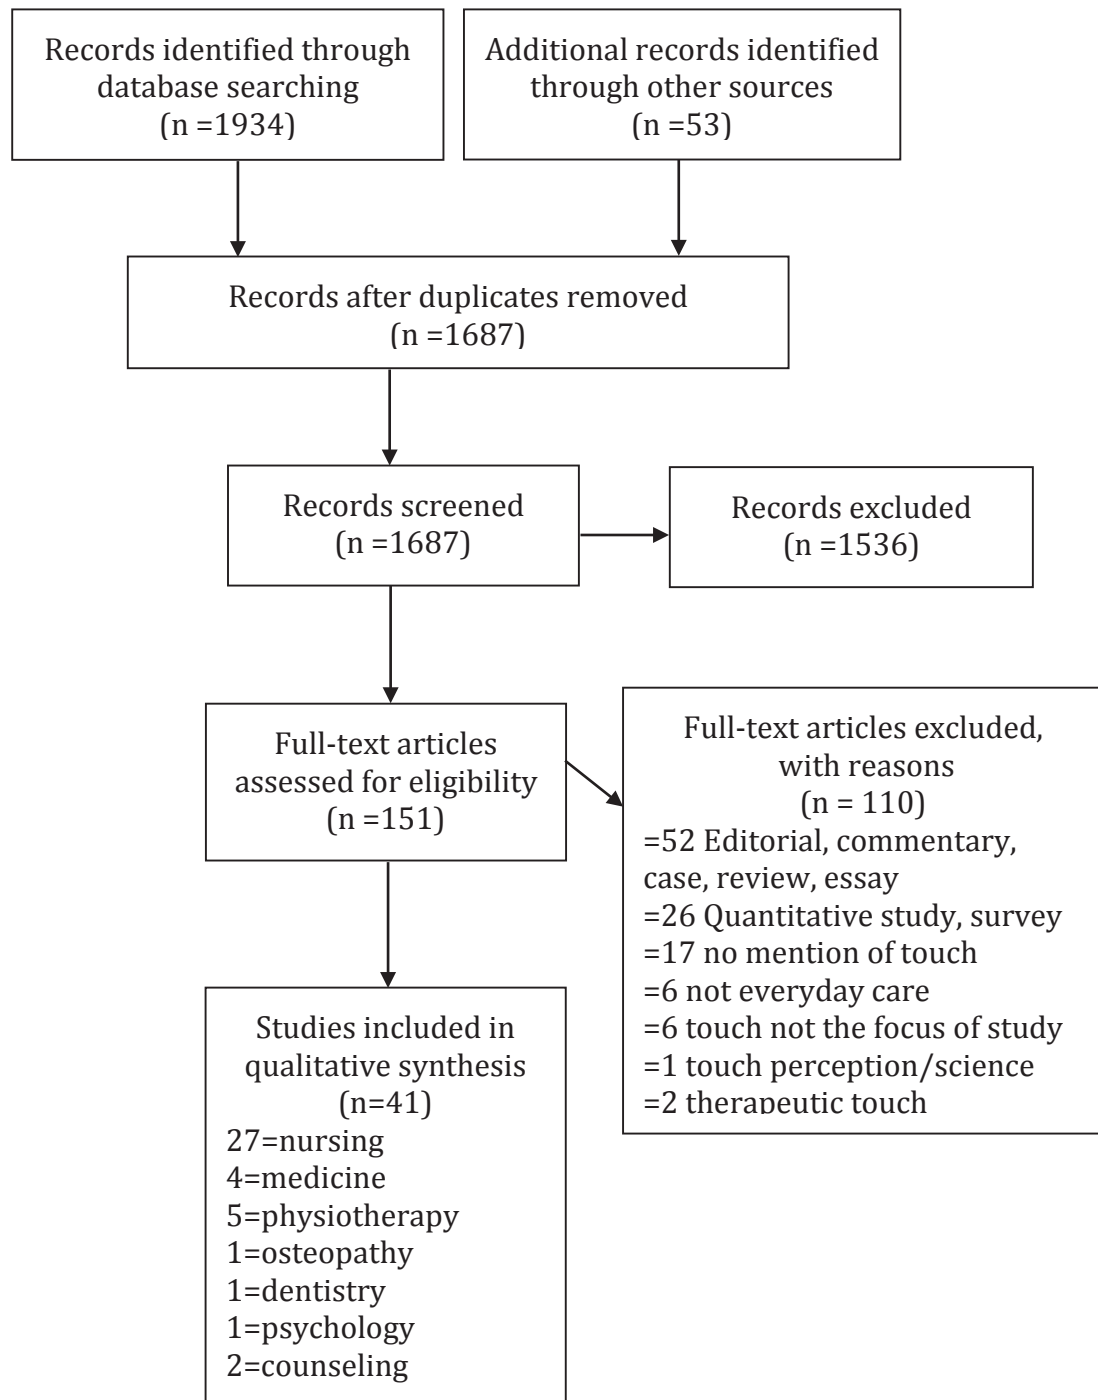 Records identified through
database searching
(n =1934)
Additional records identified
through other sources
(n =53)
Records after duplicates removed
(n =1687)
Records screened
(n =1687)
Records excluded
(n =1536)
Full-text articles
assessed for eligibility
(n =151)
Full-text articles excluded,
with reasons
(n = 110)
=52 Editorial, commentary,
case, review, essay
=26 Quantitative study, survey
=17 no mention of touch
=6 not everyday care
=6 touch not the focus of study
=1 touch perception/science
=2 therapeutic touch
Studies included in
qualitative synthesis
(n=41)
27=nursing
4=medicine
5=physiotherapy
1=osteopathy
1=dentistry
1=psychology
2=counseling